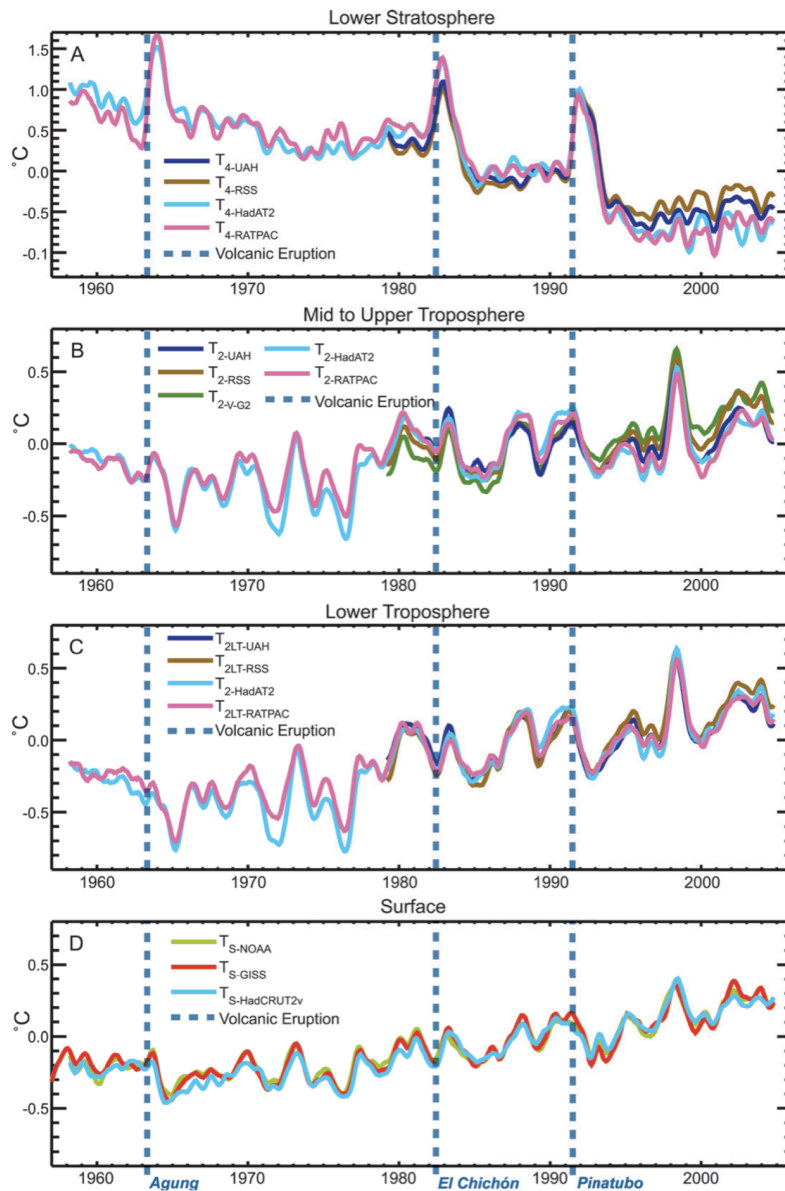 Lower Stratosphere
A
1.5
1.0
0.5
0.0
-0.5
-0.1
°C
T4-UAH
T4-RSS
T4-HadAT2
T4-RATPAC
Volcanic Eruption
1960 1970 1980 1990 2000
Mid to Upper Troposphere
B
0.5
0.0
-0.5
°C
T2-UAH T2-HadAT2
T2-RSS T2-RATPAC
T2-V-G2 Volcanic Eruption
1960 1970 1980 1990 2000
Lower Troposphere
C
0.5
0.0
-0.5
°C
T2LT-UAH
T2LT-RSS
T2-HadAT2
T2LT-RATPAC
Volcanic Eruption
1960 1970 1980 1990 2000
Surface
D
0.5
0.0
-0.5
°C
TS-NOAA
TS-GISS
TS-HadCRUT2v
Volcanic Eruption
1960 1970 1980 1990 2000
Agung El Chichón Pinatubo